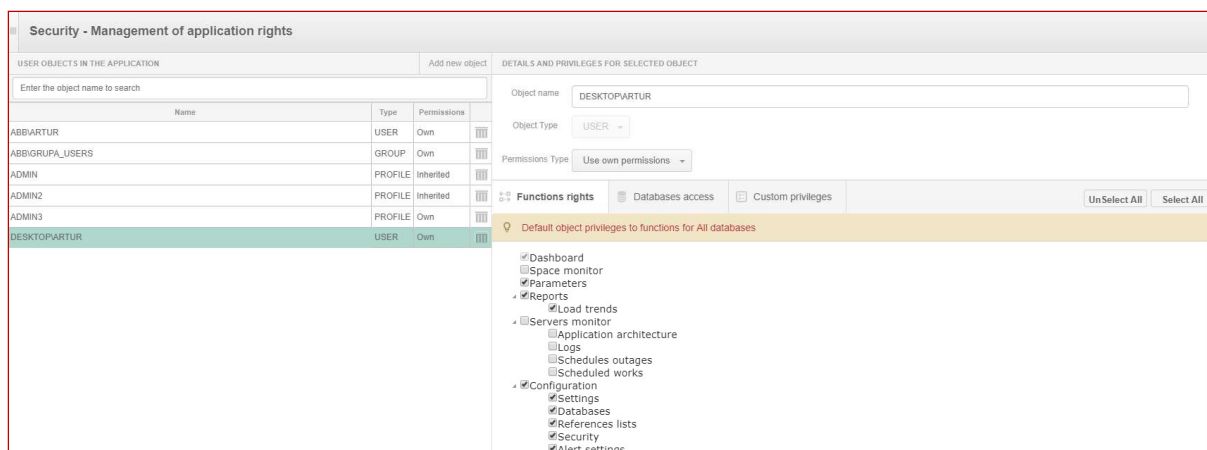 Security - Management of application rights
USER OBJECTS IN THE APPLICATION
Add new object
Enter the object name to search
Name Type Permissions
ABB\ARTUR USER Own
ABB\GRUPA_USERS GROUP Own
ADMIN PROFILE Inherited
ADMIN2 PROFILE Inherited
ADMIN3 PROFILE Own
DESKTOP\ARTUR USER Own
DETAILS AND PRIVILEGES FOR SELECTED OBJECT
Object name DESKTOP\ARTUR
Object Type USER
Permissions Type Use own permissions
Functions rights Databases access Custom privileges UnSelect All Select All
Default object privileges to functions for All databases
Dashboard
Space monitor
Parameters
Reports
Load trends
Servers monitor
Application architecture
Logs
Schedules outages
Scheduled works
Configuration
Settings
Databases
References lists
Security
Alert settings